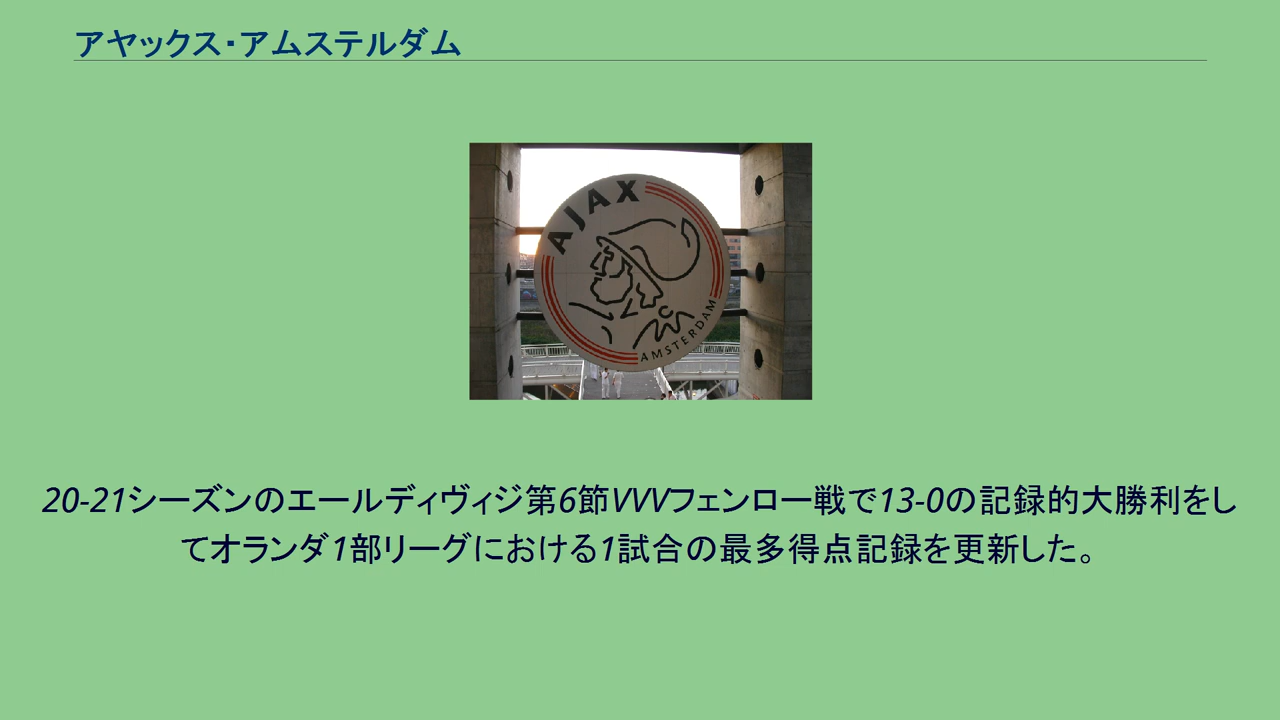 アヤックス・アムステルダム
AJAX
AMSTERDAM
20-21シーズンのエールディヴィジ第6節VVVフェンロー戦で13-0の記録的大勝利をし
てオランダ1部リーグにおける1試合の最多得点記録を更新した。